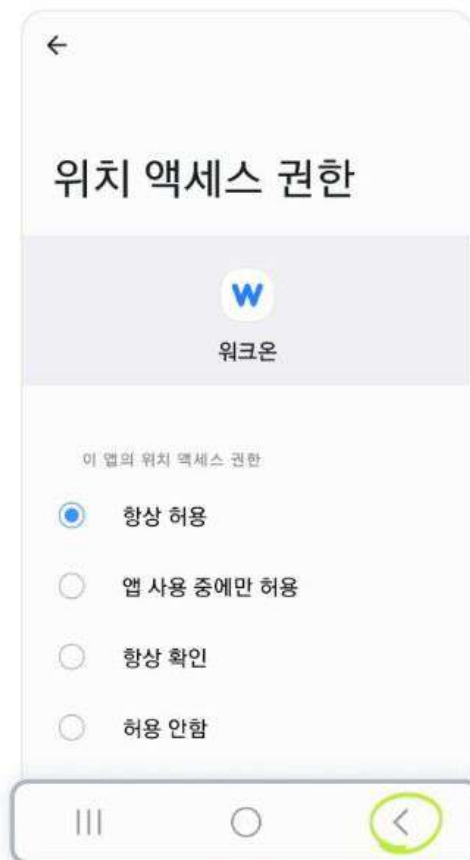 위치 액세스 권한
W
워크온
이 앱의 위치 액세스 권한
항상 허용
앱 사용 중에만 허용
항상 확인
허용 안함